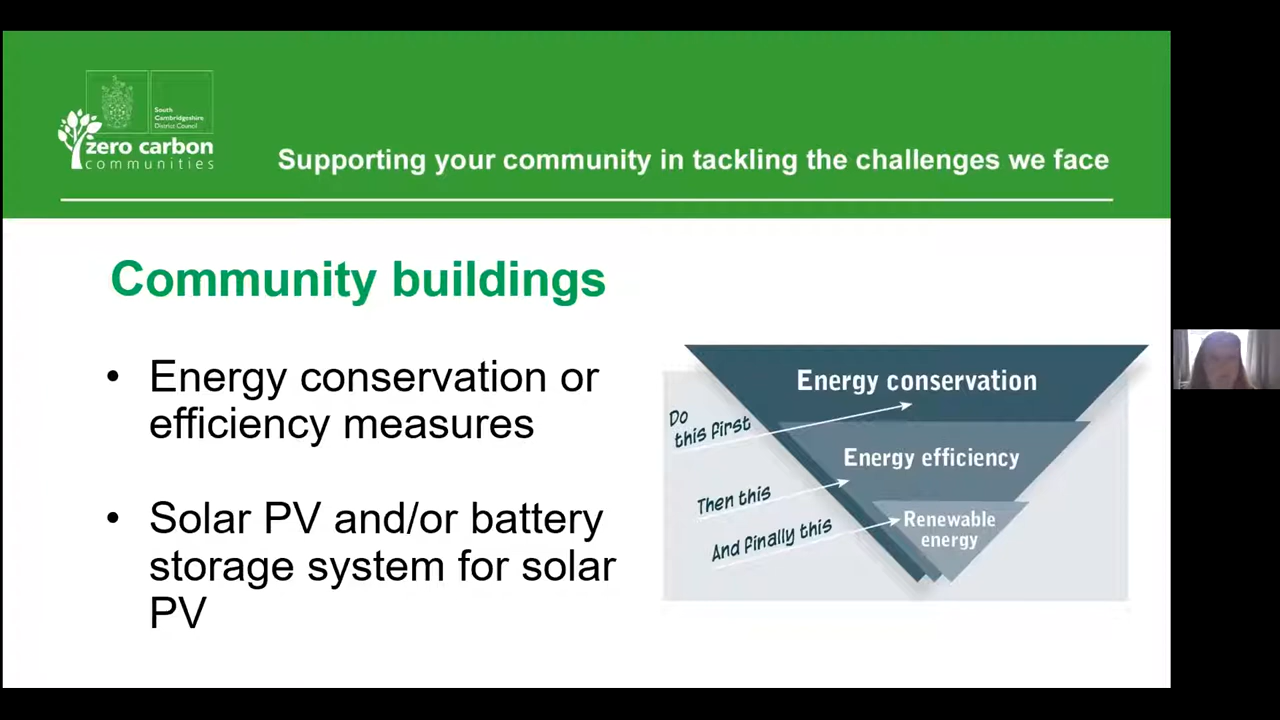 South
Cambridgeshire
District Council
zero carbon
communities
Supporting your community in tackling the challenges we face
Community buildings
• Energy conservation or
efficiency measures
• Solar PV and/or battery
storage system for solar
PV
Energy conservation
Do
this first
Energy efficiency
Then this
Renewable
energy
And finally this